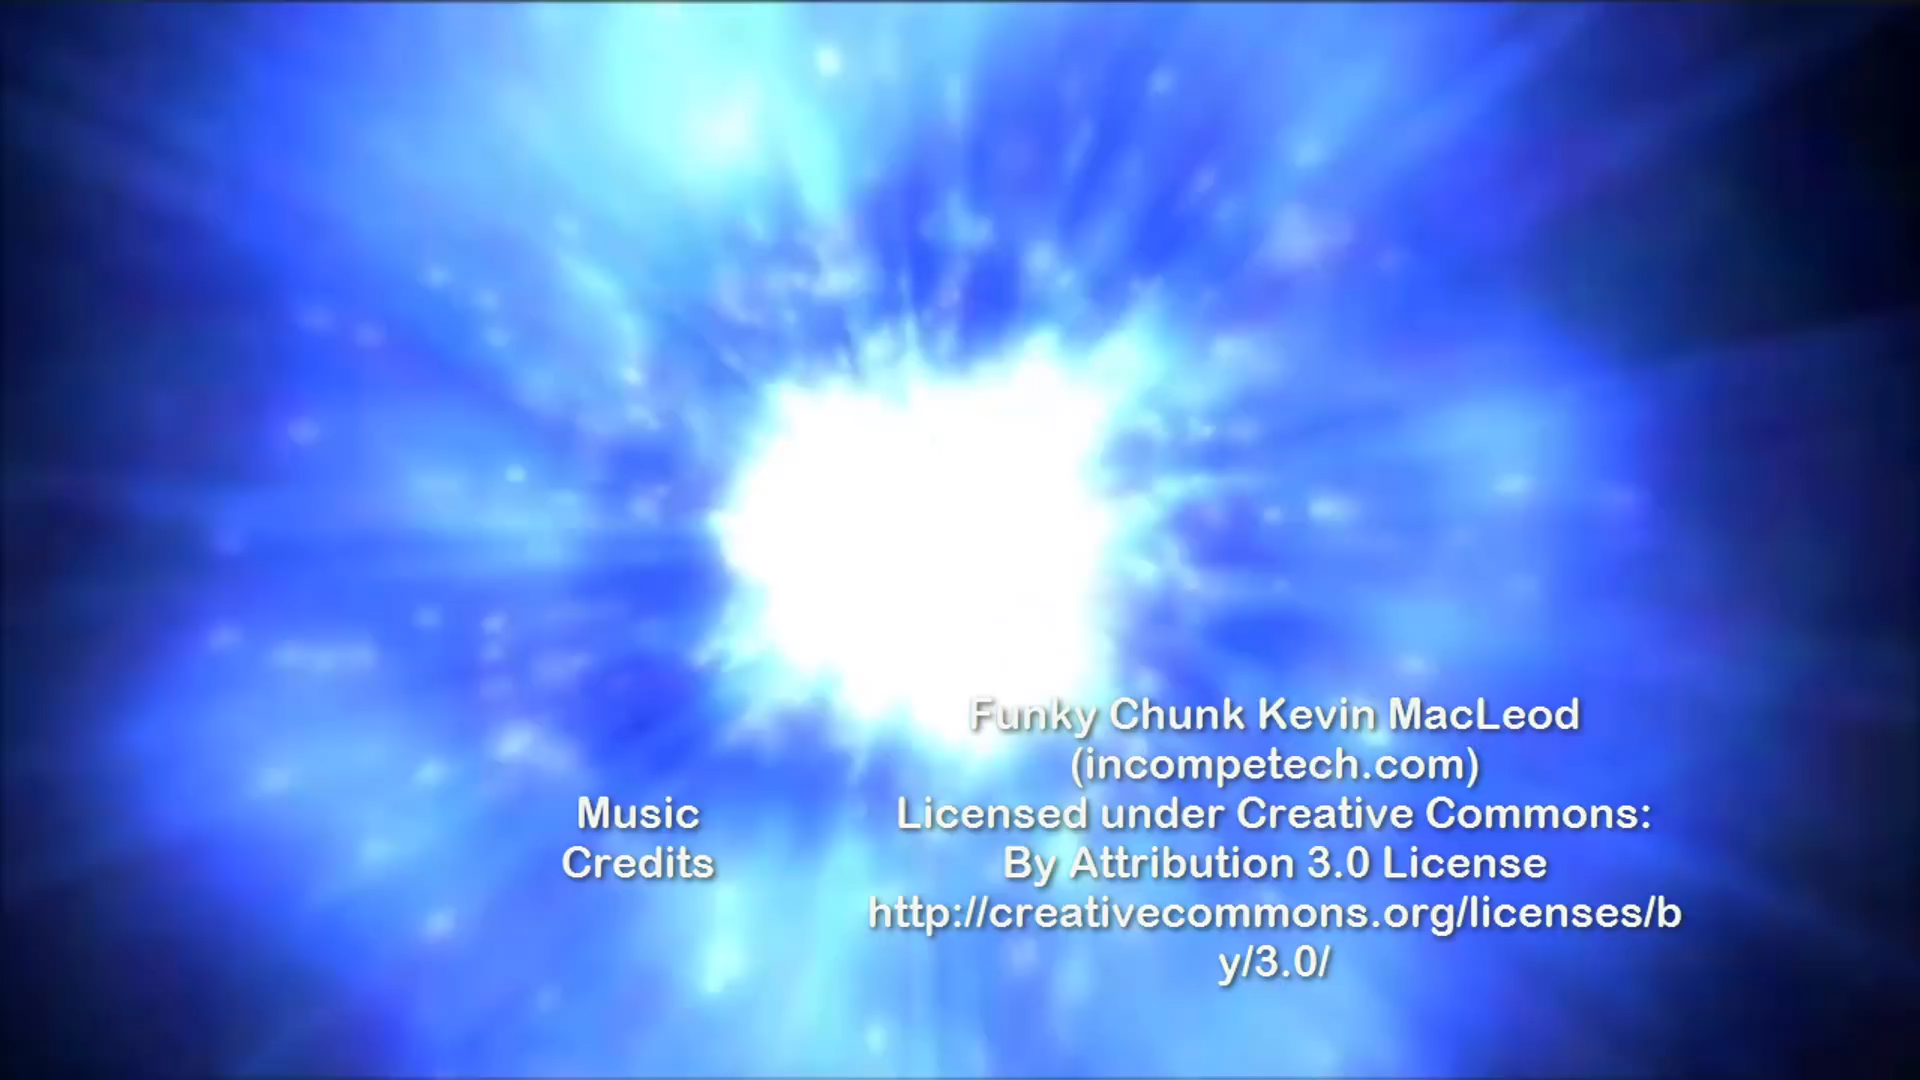 Funky Chunk Kevin MacLeod
(incompetech.com)
Music
Credits
Licensed under Creative Commons:
By Attribution 3.0 License
http://creativecommons.org/licenses/b
y/3.0/